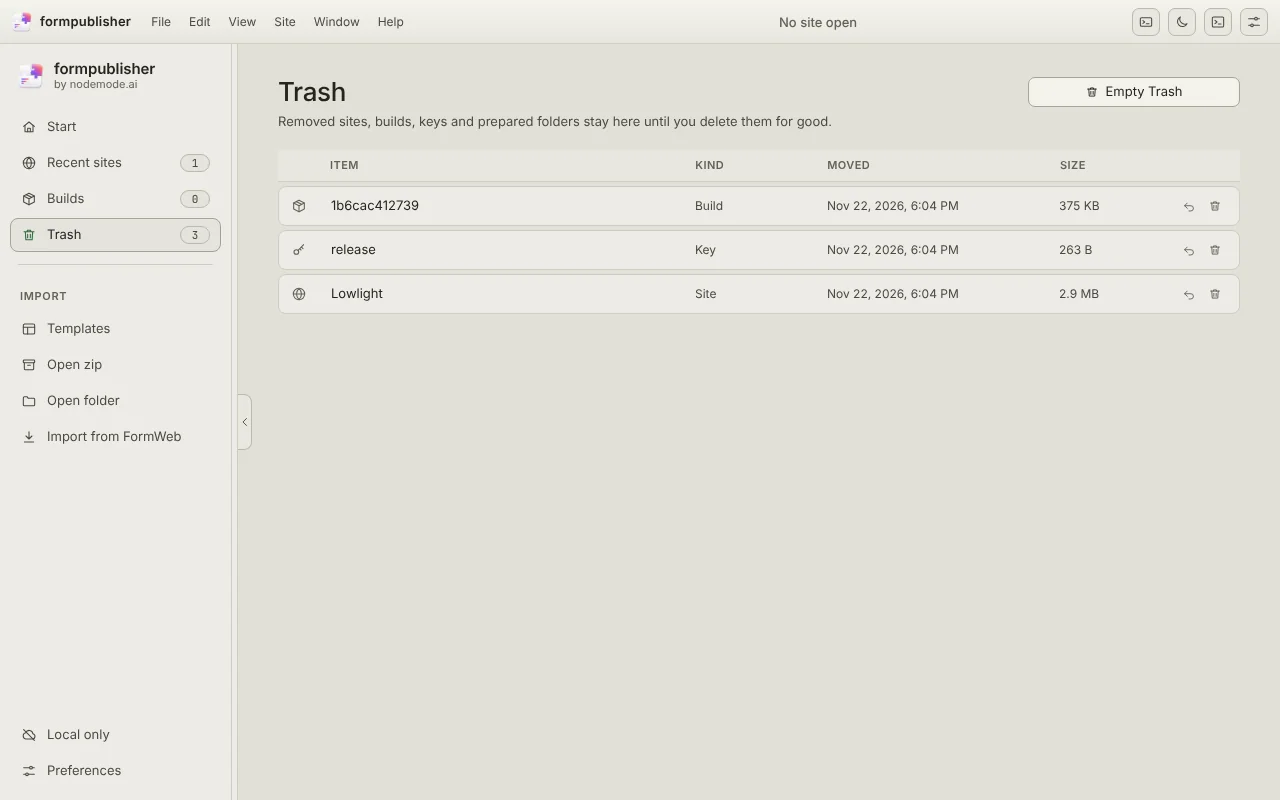 formpublisher File Edit View Site Window Help No site open
formpublisher
by nodemode.ai
Start
Recent sites 1
Builds 0
Trash 3
IMPORT
Templates
Open zip
Open folder
Import from FormWeb
Local only
Preferences
Trash
Empty Trash
Removed sites, builds, keys and prepared folders stay here until you delete them for good.
ITEM KIND MOVED SIZE
1b6cac412739 Build Nov 22, 2026, 6:04 PM 375 KB
release Key Nov 22, 2026, 6:04 PM 263 B
Lowlight Site Nov 22, 2026, 6:04 PM 2.9 MB